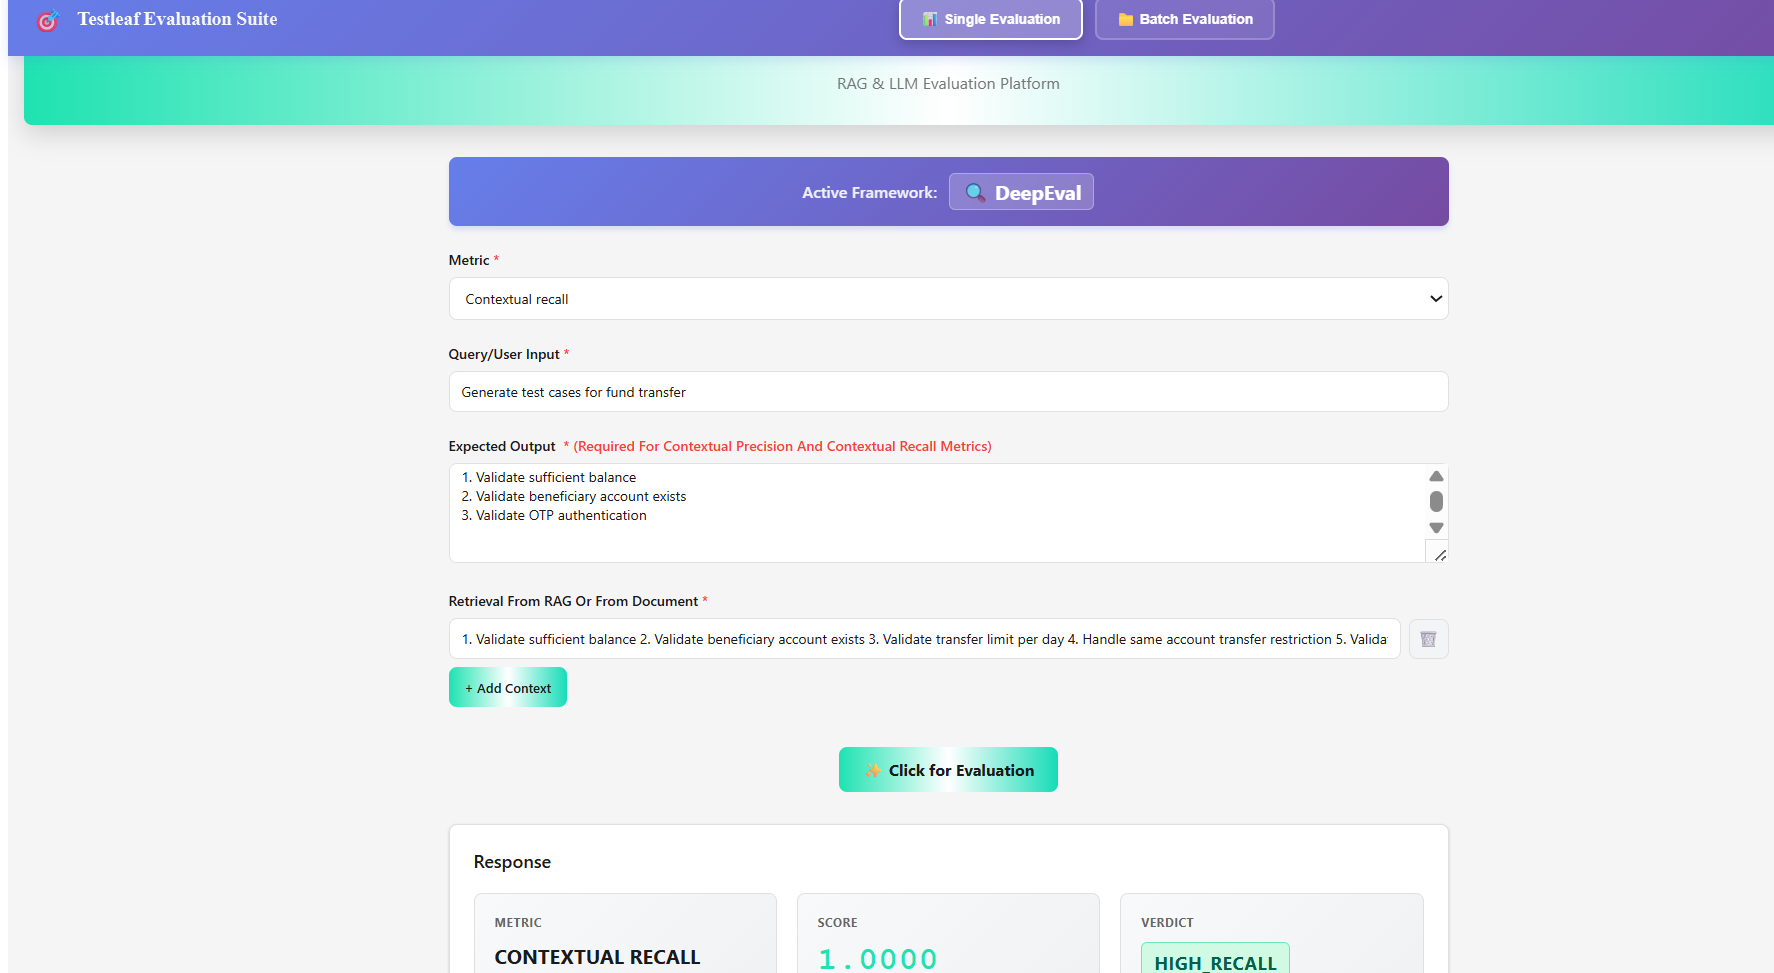 Testleaf Evaluation Suite
Single Evaluation
Batch Evaluation
RAG & LLM Evaluation Platform
Active Framework: DeepEval
Metric *
Contextual recall
Query/User Input *
Generate test cases for fund transfer
Expected Output * (Required For Contextual Precision And Contextual Recall Metrics)
1. Validate sufficient balance
2. Validate beneficiary account exists
3. Validate OTP authentication
Retrieval From RAG Or From Document *
1. Validate sufficient balance 2. Validate beneficiary account exists 3. Validate transfer limit per day 4. Handle same account transfer restriction 5. Valida
+ Add Context
Click for Evaluation
Response
METRIC
CONTEXTUAL RECALL
SCORE
1.0000
VERDICT
HIGH_RECALL